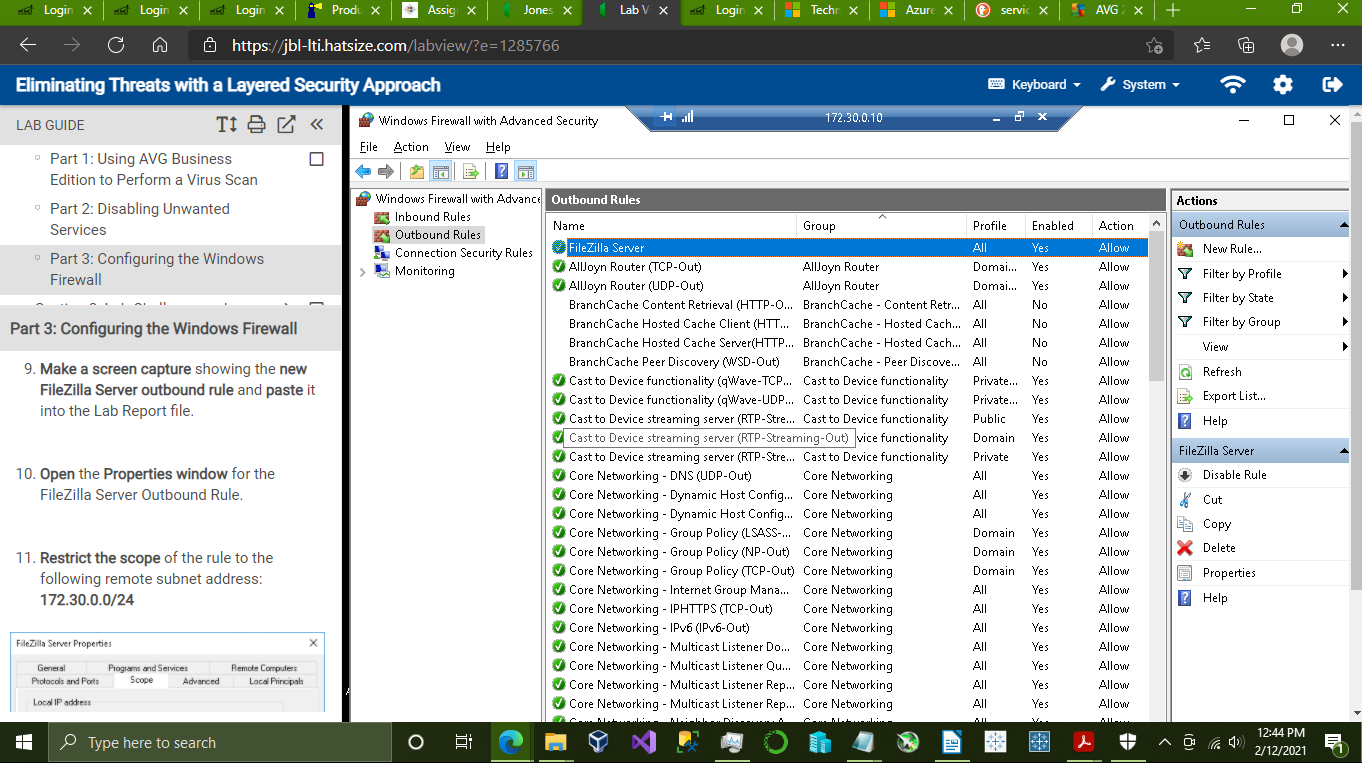 Login
Login
Login
Produ
Assig
Jones
Lab V
Login
Techn
Azure
servic
AVG 2
https://jbl-lti.hatsize.com/labview/?e=1285766
Eliminating Threats with a Layered Security Approach
Keyboard
System
LAB GUIDE
Part 1: Using AVG Business
Edition to Perform a Virus Scan
Part 2: Disabling Unwanted
Services
Part 3: Configuring the Windows
Firewall
Part 3: Configuring the Windows Firewall
9. Make a screen capture showing the new
FileZilla Server outbound rule and paste it
into the Lab Report file.
10. Open the Properties window for the
FileZilla Server Outbound Rule.
11. Restrict the scope of the rule to the
following remote subnet address:
172.30.0.0/24
FileZilla Server Properties
General Programs and Services Remote Computers
Protocols and Ports Scope Advanced Local Principals
Local IP address
Windows Firewall with Advanced Security
172.30.0.10
File Action View Help
Windows Firewall with Advance
Inbound Rules
Outbound Rules
Connection Security Rules
Monitoring
Outbound Rules
Name Group Profile Enabled Action
FileZilla Server All Yes Allow
AllJoyn Router (TCP-Out) AllJoyn Router Domai... Yes Allow
AllJoyn Router (UDP-Out) AllJoyn Router Domai... Yes Allow
BranchCache Content Retrieval (HTTP-O... BranchCache - Content Retr... All No Allow
BranchCache Hosted Cache Client (HTT... BranchCache - Hosted Cach... All No Allow
BranchCache Hosted Cache Server(HTTP... BranchCache - Hosted Cach... All No Allow
BranchCache Peer Discovery (WSD-Out) BranchCache - Peer Discove... All No Allow
Cast to Device functionality (qWave-TCP... Cast to Device functionality Private... Yes Allow
Cast to Device functionality (qWave-UDP... Cast to Device functionality Private... Yes Allow
Cast to Device streaming server (RTP-Stre... Cast to Device functionality Public Yes Allow
Cast to Device streaming server (RTP-Streaming-Out) vice functionality Domain Yes Allow
Cast to Device streaming server (RTP-Stre... Cast to Device functionality Private Yes Allow
Core Networking - DNS (UDP-Out) Core Networking All Yes Allow
Core Networking - Dynamic Host Config... Core Networking All Yes Allow
Core Networking - Dynamic Host Config... Core Networking All Yes Allow
Core Networking - Group Policy (LSASS-... Core Networking Domain Yes Allow
Core Networking - Group Policy (NP-Out) Core Networking Domain Yes Allow
Core Networking - Group Policy (TCP-Out) Core Networking Domain Yes Allow
Core Networking - Internet Group Mana... Core Networking All Yes Allow
Core Networking - IPHTTPS (TCP-Out) Core Networking All Yes Allow
Core Networking - IPv6 (IPv6-Out) Core Networking All Yes Allow
Core Networking - Multicast Listener Do... Core Networking All Yes Allow
Core Networking - Multicast Listener Qu... Core Networking All Yes Allow
Core Networking - Multicast Listener Rep... Core Networking All Yes Allow
Core Networking - Multicast Listener Rep... Core Networking All Yes Allow
Actions
Outbound Rules
New Rule...
Filter by Profile
Filter by State
Filter by Group
View
Refresh
Export List...
Help
FileZilla Server
Disable Rule
Cut
Copy
Delete
Properties
Help
Type here to search
12:44 PM
2/12/2021
1